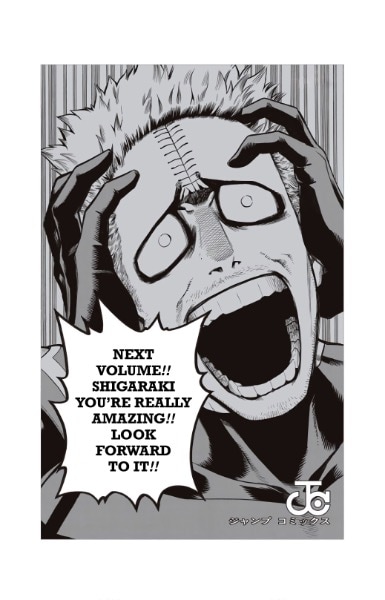 NEXT
VOLUME!!
SHIGARAKI
YOU'RE REALLY
AMAZING!!
LOOK
FORWARD
TO IT!!
JC
ジャンプ コミックス